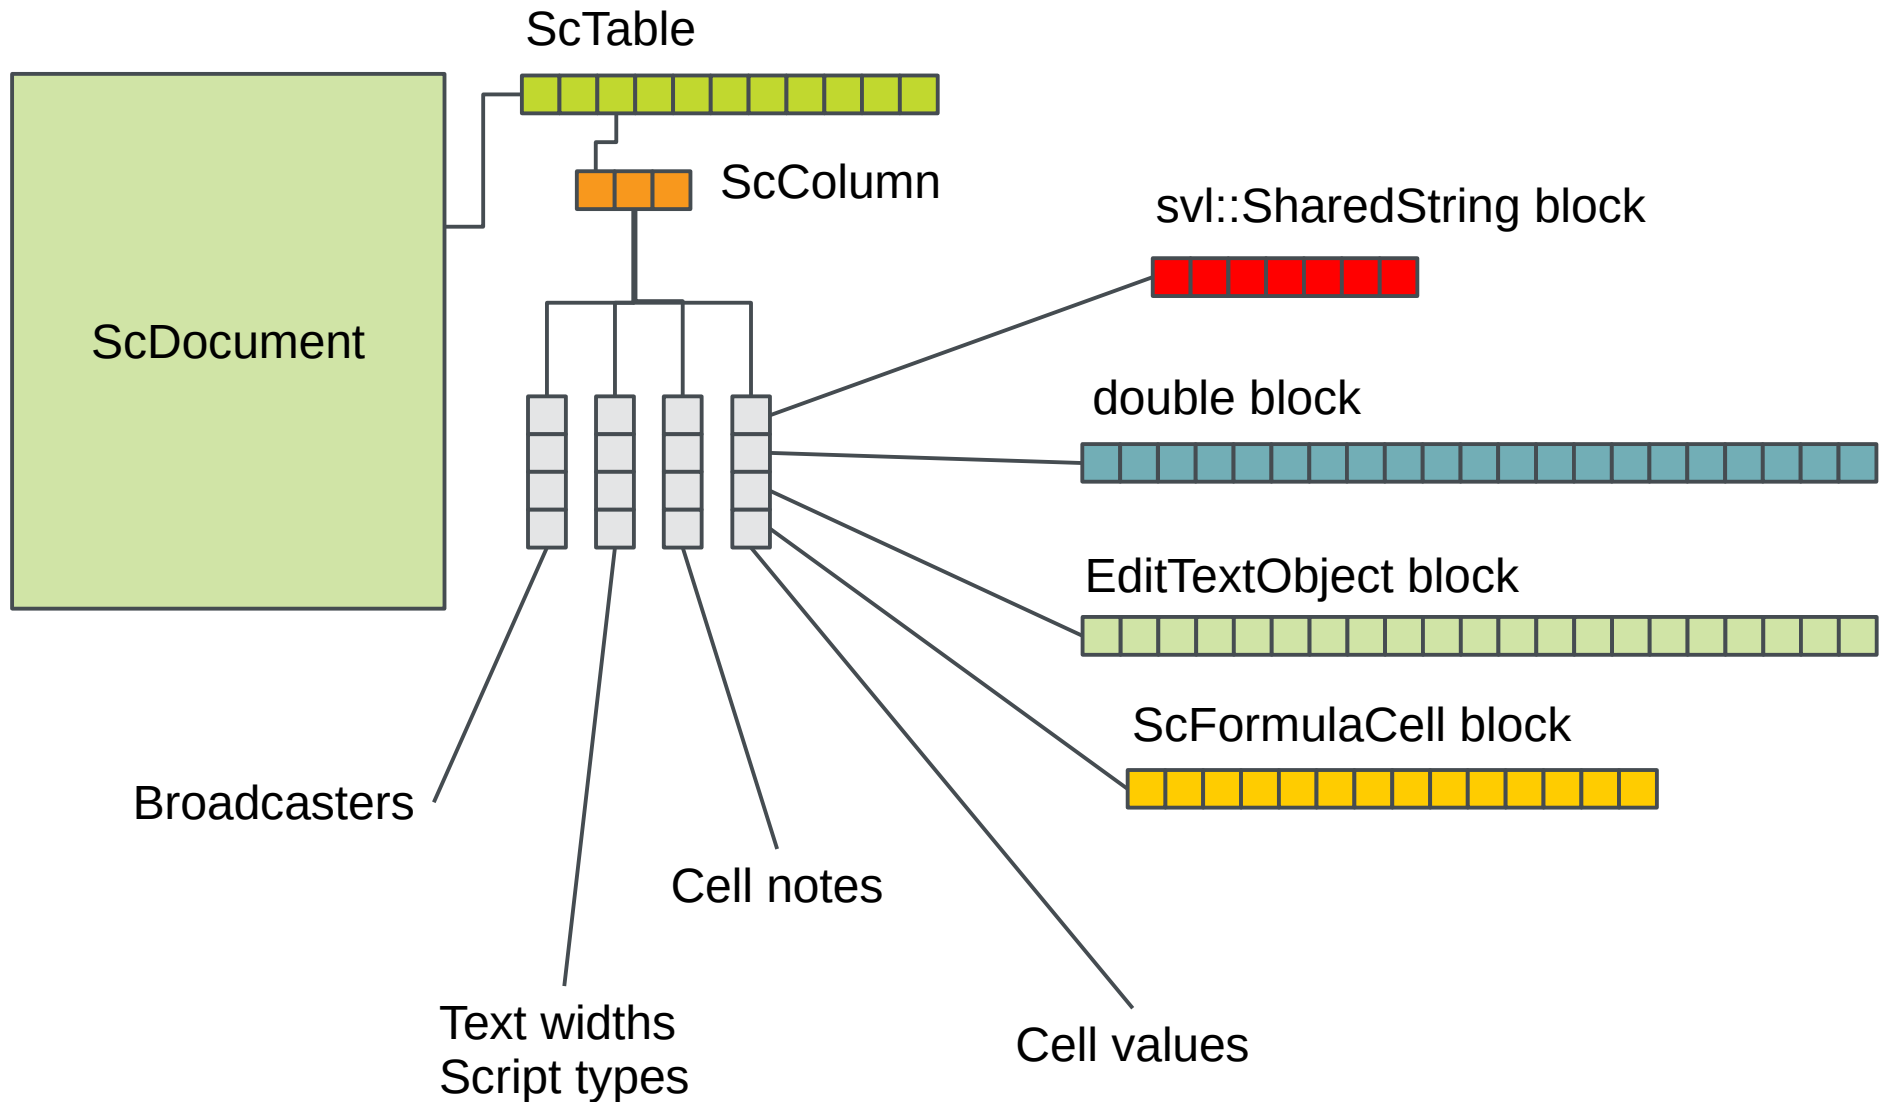 ScTable
ScColumn
svl::SharedString block
ScDocument
double block
EditTextObject block
ScFormulaCell block
Broadcasters
Cell notes
Text widths
Script types
Cell values